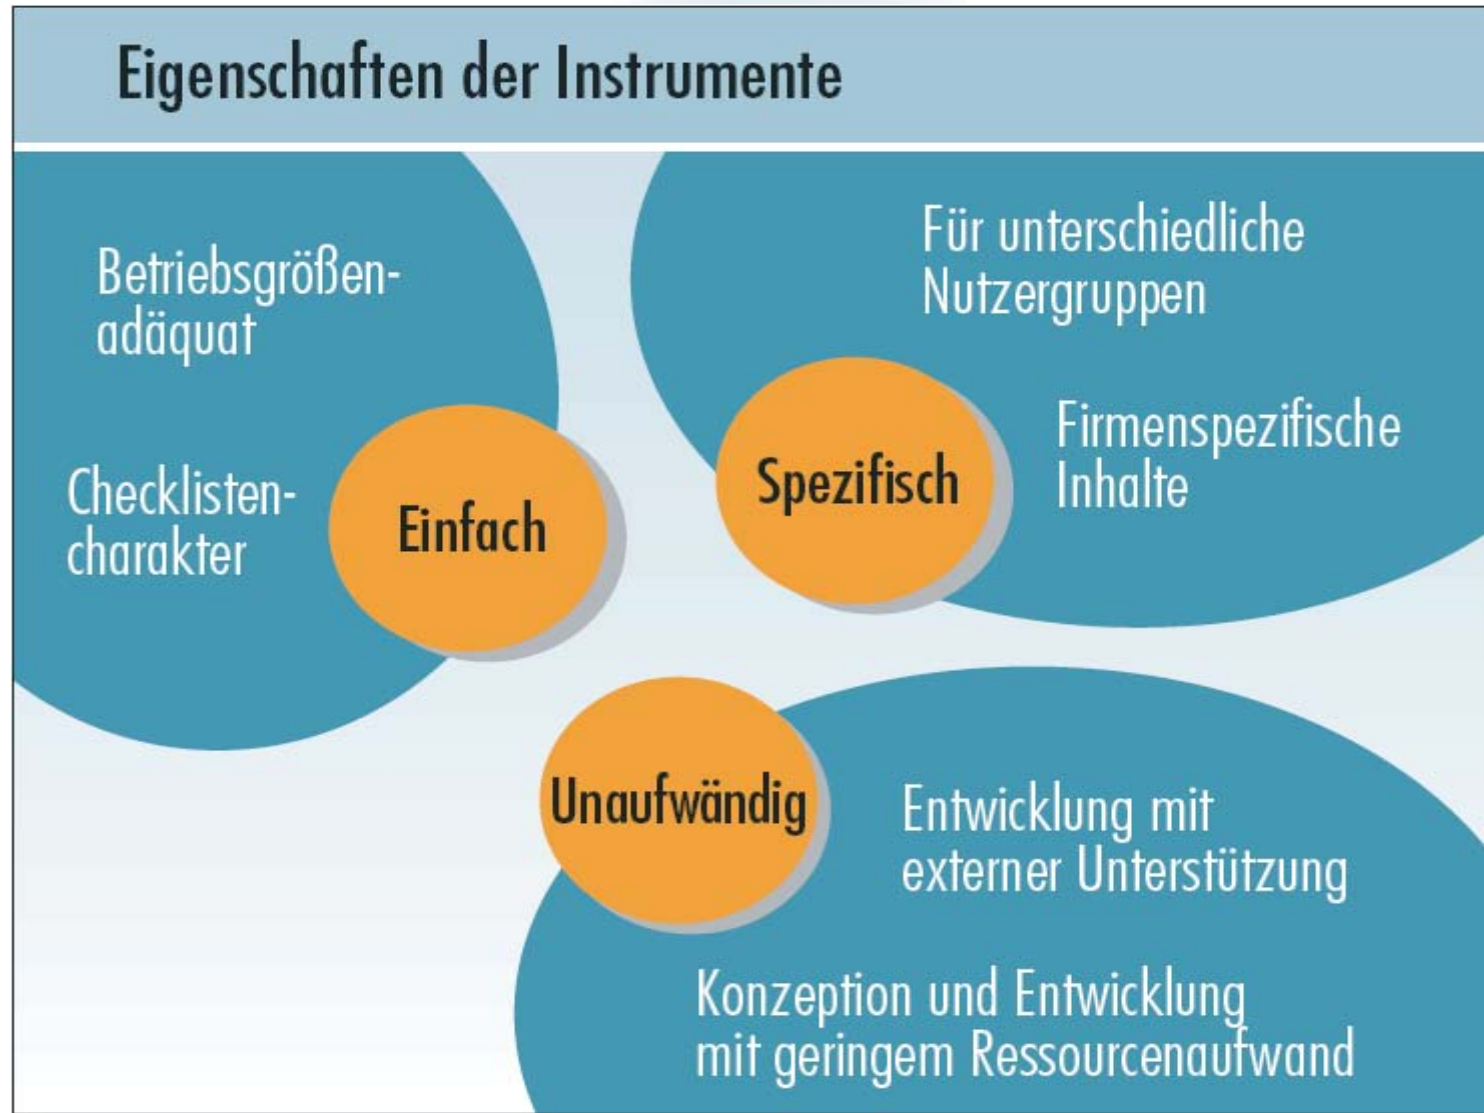 Eigenschaften der Instrumente
Betriebsgrößen-
adäquat
Checklisten-
charakter
Einfach
Für unterschiedliche
Nutzergruppen
Firmenspezifische
Inhalte
Spezifisch
Unaufwändig
Entwicklung mit
externer Unterstützung
Konzeption und Entwicklung
mit geringem Ressourcenaufwand